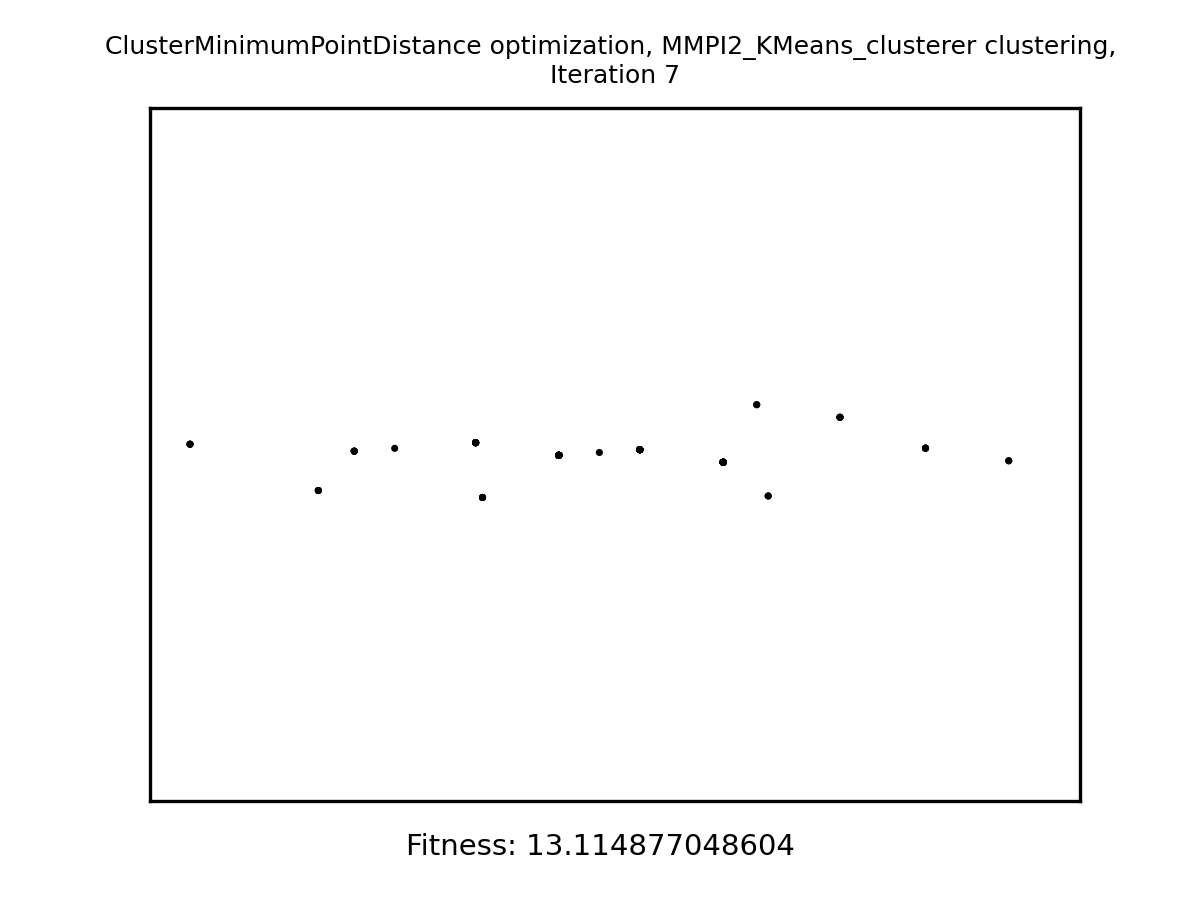 ClusterMinimumPointDistance optimization, MMPI2_KMeans_clusterer clustering,
Iteration 7
Fitness: 13.114877048604